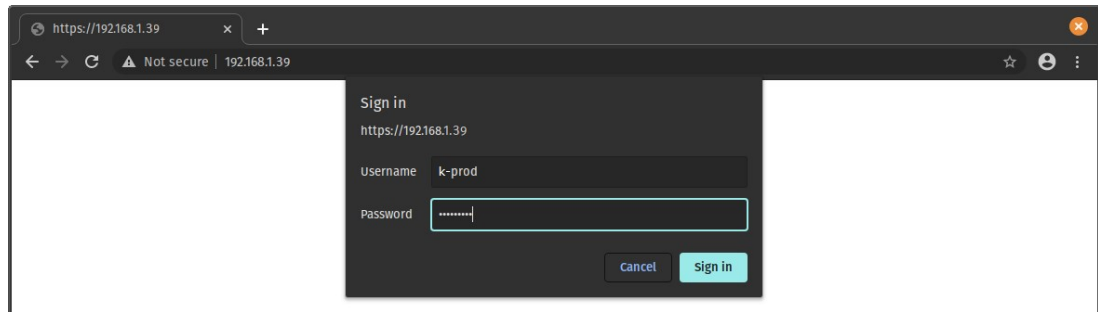 https://192.168.1.39
Not secure | 192.168.1.39
Sign in
https://192.168.1.39
Username k-prod
Password •••••••••
Cancel Sign in